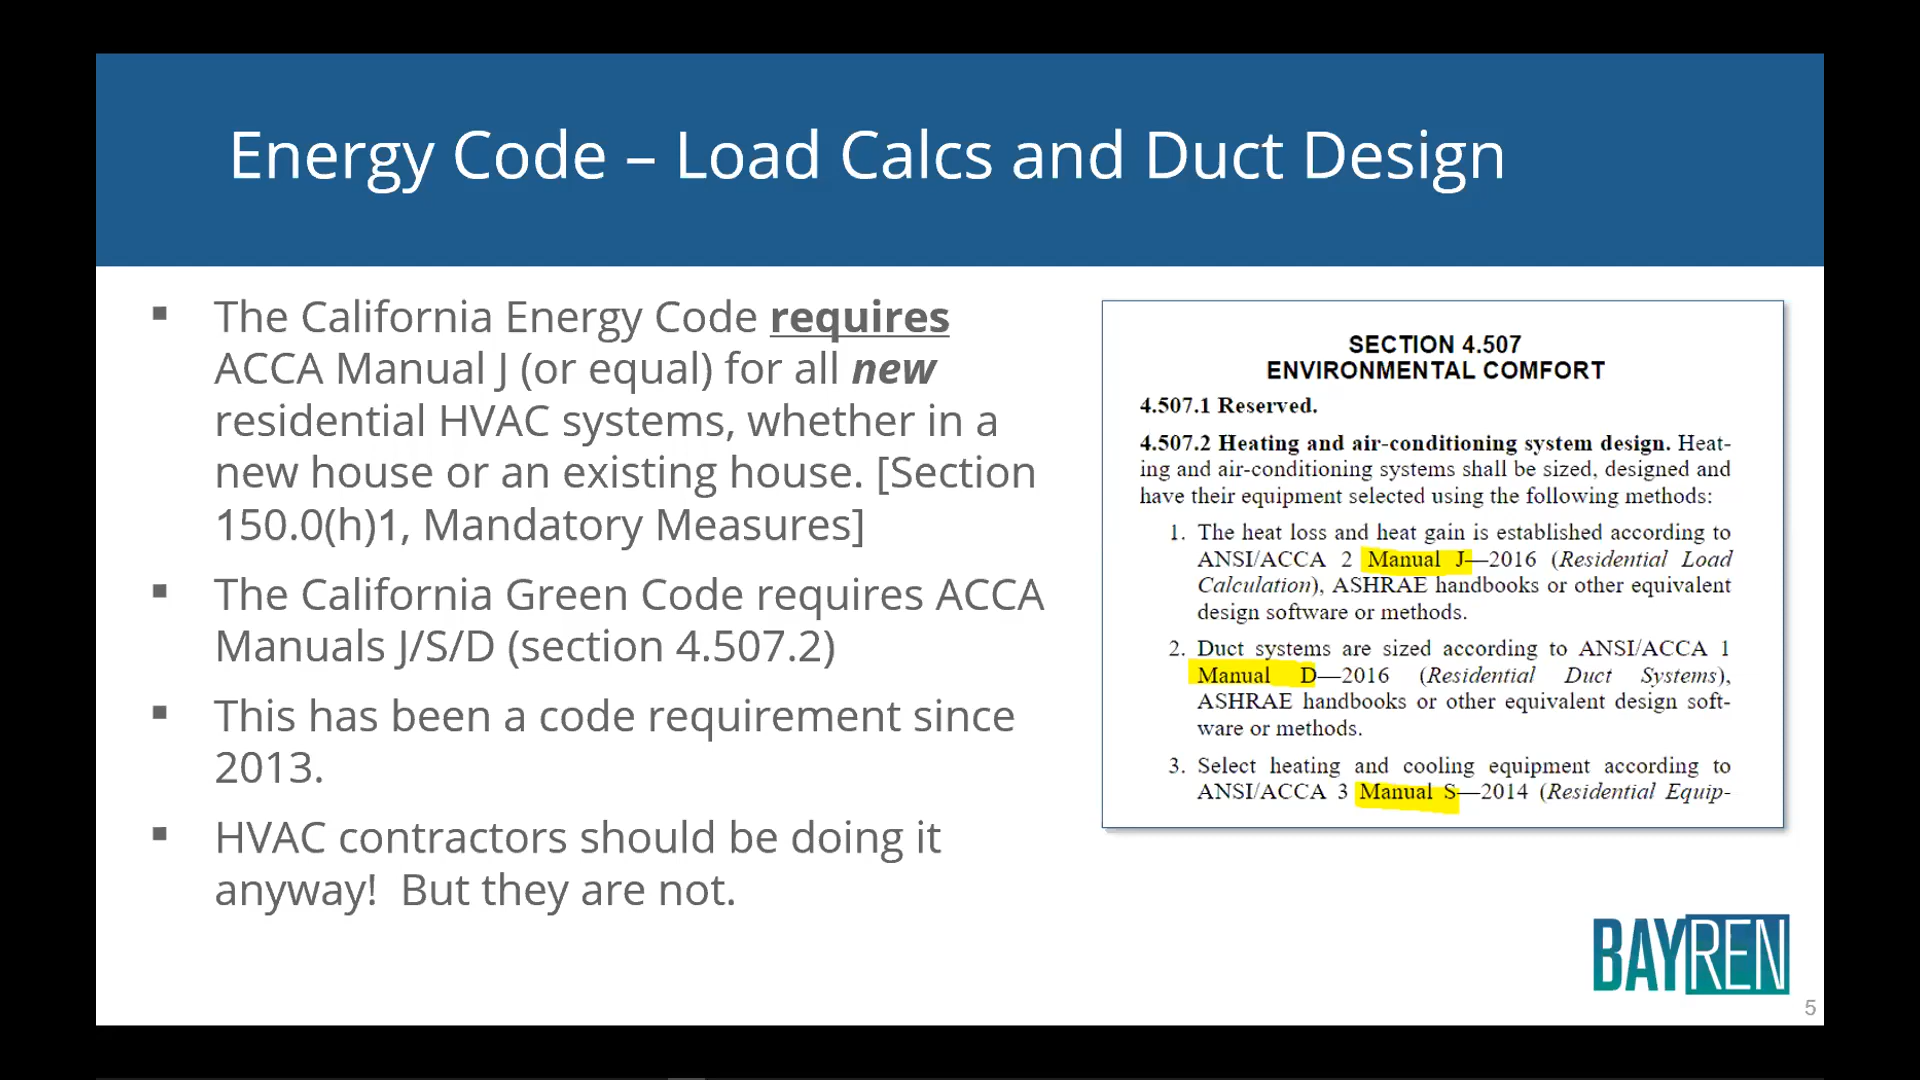 Energy Code – Load Calcs and Duct Design
▪ The California Energy Code requires
ACCA Manual J (or equal) for all new
residential HVAC systems, whether in a
new house or an existing house. [Section
150.0(h)1, Mandatory Measures]
▪ The California Green Code requires ACCA
Manuals J/S/D (section 4.507.2)
▪ This has been a code requirement since
2013.
▪ HVAC contractors should be doing it
anyway!  But they are not.
SECTION 4.507
ENVIRONMENTAL COMFORT
4.507.1 Reserved.
4.507.2 Heating and air-conditioning system design. Heat-
ing and air-conditioning systems shall be sized, designed and
have their equipment selected using the following methods:
1. The heat loss and heat gain is established according to
ANSI/ACCA 2 Manual J—2016 (Residential Load
Calculation), ASHRAE handbooks or other equivalent
design software or methods.
2. Duct systems are sized according to ANSI/ACCA 1
Manual D—2016 (Residential Duct Systems),
ASHRAE handbooks or other equivalent design soft-
ware or methods.
3. Select heating and cooling equipment according to
ANSI/ACCA 3 Manual S—2014 (Residential Equip-
BAYREN
5